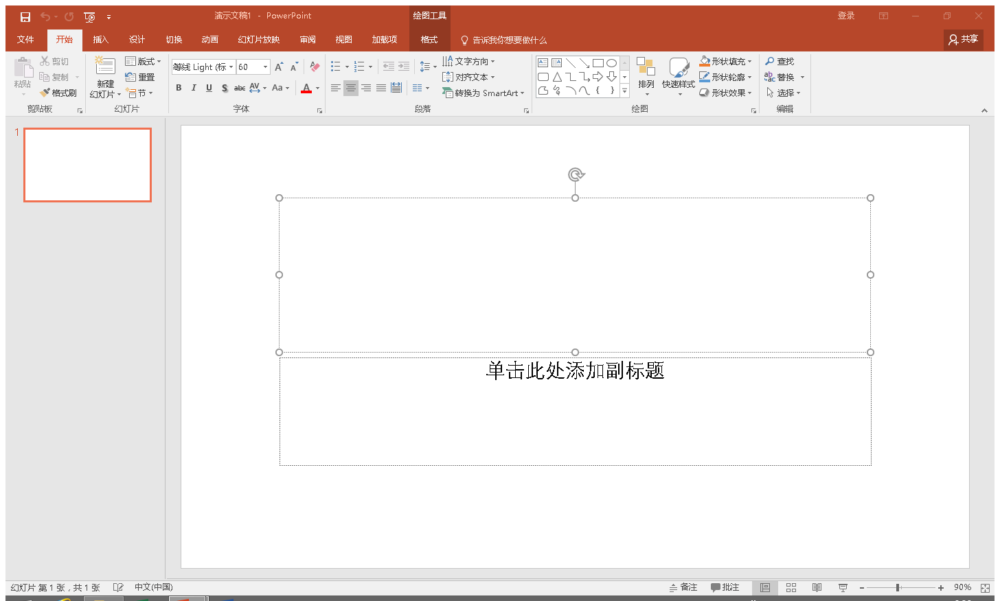 演示文稿1 - PowerPoint
绘图工具
登录
文件 开始 插入 设计 切换 动画 幻灯片放映 审阅 视图 加载项 格式 告诉我你想要做什么 共享
粘贴
剪切
复制
格式刷
剪贴板
新建
幻灯片
版式
重置
节
幻灯片
等线 Light (标 60
B I U S abc AV Aa A
字体
文字方向
对齐文本
转换为 SmartArt
段落
排列
快速样式
形状填充
形状轮廓
形状效果
绘图
查找
替换
选择
编辑
1
单击此处添加副标题
幻灯片 第 1 张，共 1 张 中文(中国) 备注 批注 90%